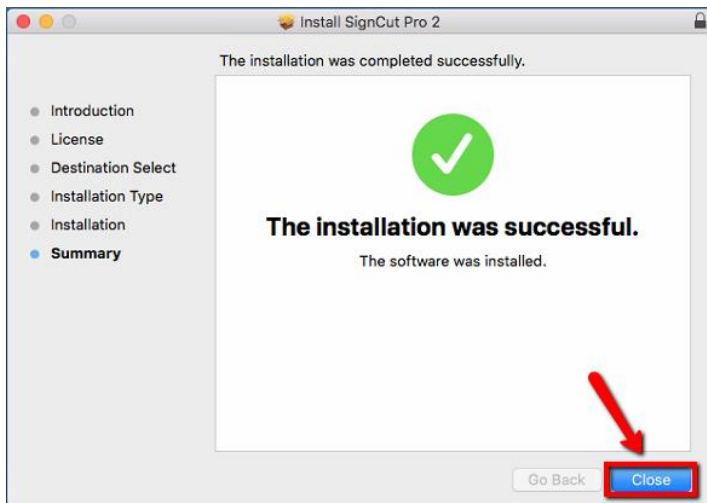 Install SignCut Pro 2
The installation was completed successfully.
Introduction
License
Destination Select
Installation Type
Installation
Summary
The installation was successful.
The software was installed.
Go Back
Close